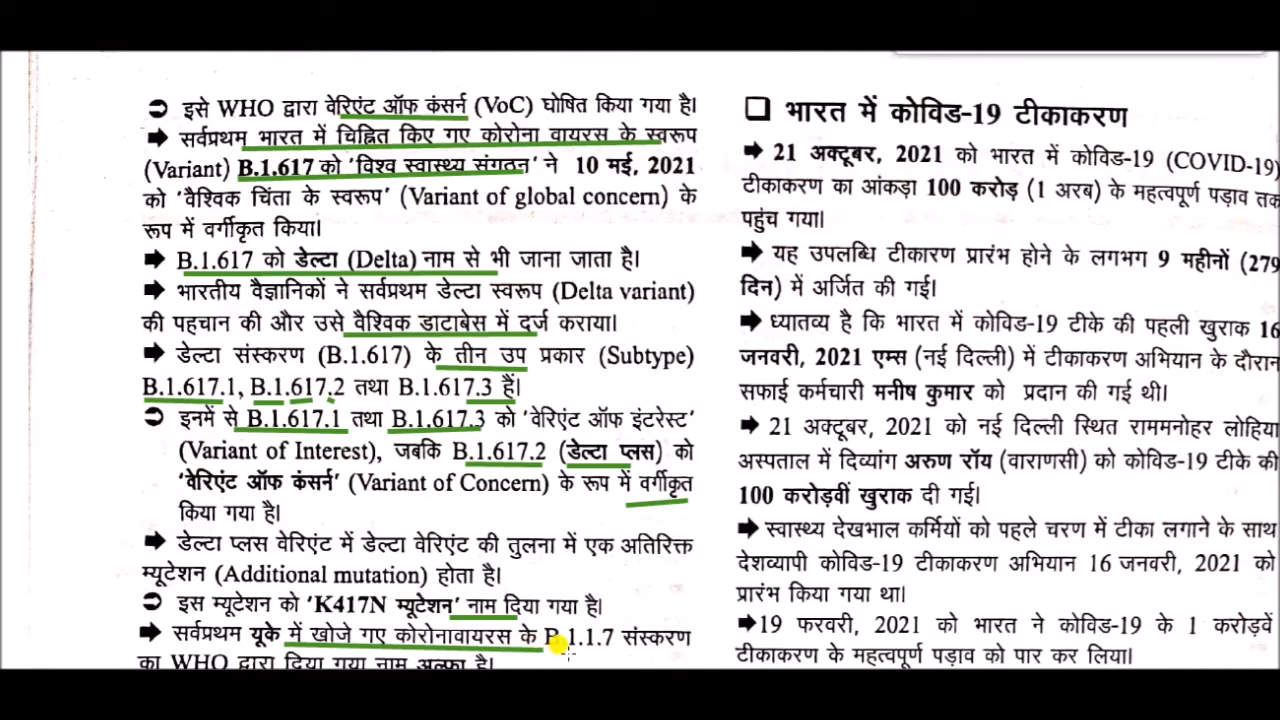 ➲ इसे WHO द्वारा वेरिएंट ऑफ कंसर्न (VoC) घोषित किया गया है।
➡ सर्वप्रथम भारत में चिह्नित किए गए कोरोना वायरस के स्वरूप
(Variant) B.1.617 को 'विश्व स्वास्थ्य संगठन' ने 10 मई, 2021
को 'वैश्विक चिंता के स्वरूप' (Variant of global concern) के
रूप में वर्गीकृत किया।
➡ B.1.617 को डेल्टा (Delta) नाम से भी जाना जाता है।
➡ भारतीय वैज्ञानिकों ने सर्वप्रथम डेल्टा स्वरूप (Delta variant)
की पहचान की और उसे वैश्विक डाटाबेस में दर्ज कराया।
➡ डेल्टा संस्करण (B.1.617) के तीन उप प्रकार (Subtype)
B.1.617.1, B.1.617.2 तथा B.1.617.3 हैं।
➲ इनमें से B.1.617.1 तथा B.1.617.3 को 'वेरिएंट ऑफ इंटरेस्ट'
(Variant of Interest), जबकि B.1.617.2 (डेल्टा प्लस) को
'वेरिएंट ऑफ कंसर्न' (Variant of Concern) के रूप में वर्गीकृत
किया गया है।
➡ डेल्टा प्लस वेरिएंट में डेल्टा वेरिएंट की तुलना में एक अतिरिक्त
म्यूटेशन (Additional mutation) होता है।
➲ इस म्यूटेशन को 'K417N म्यूटेशन' नाम दिया गया है।
➡ सर्वप्रथम यूके में खोजे गए कोरोनावायरस के B.1.1.7 संस्करण
का WHO द्वारा दिया गया नाम अल्फा है।
❑ भारत में कोविड-19 टीकाकरण
➡ 21 अक्टूबर, 2021 को भारत में कोविड-19 (COVID-19)
टीकाकरण का आंकड़ा 100 करोड़ (1 अरब) के महत्वपूर्ण पड़ाव तक
पहुंच गया।
➡ यह उपलब्धि टीकारण प्रारंभ होने के लगभग 9 महीनों (279
दिन) में अर्जित की गई।
➡ ध्यातव्य है कि भारत में कोविड-19 टीके की पहली खुराक 16
जनवरी, 2021 एम्स (नई दिल्ली) में टीकाकरण अभियान के दौरान
सफाई कर्मचारी मनीष कुमार को प्रदान की गई थी।
➡ 21 अक्टूबर, 2021 को नई दिल्ली स्थित राममनोहर लोहिया
अस्पताल में दिव्यांग अरुण रॉय (वाराणसी) को कोविड-19 टीके की
100 करोड़वीं खुराक दी गई।
➡ स्वास्थ्य देखभाल कर्मियों को पहले चरण में टीका लगाने के साथ
देशव्यापी कोविड-19 टीकाकरण अभियान 16 जनवरी, 2021 को
प्रारंभ किया गया था।
➡19 फरवरी, 2021 को भारत ने कोविड-19 के 1 करोड़वें
टीकाकरण के महत्वपूर्ण पड़ाव को पार कर लिया।